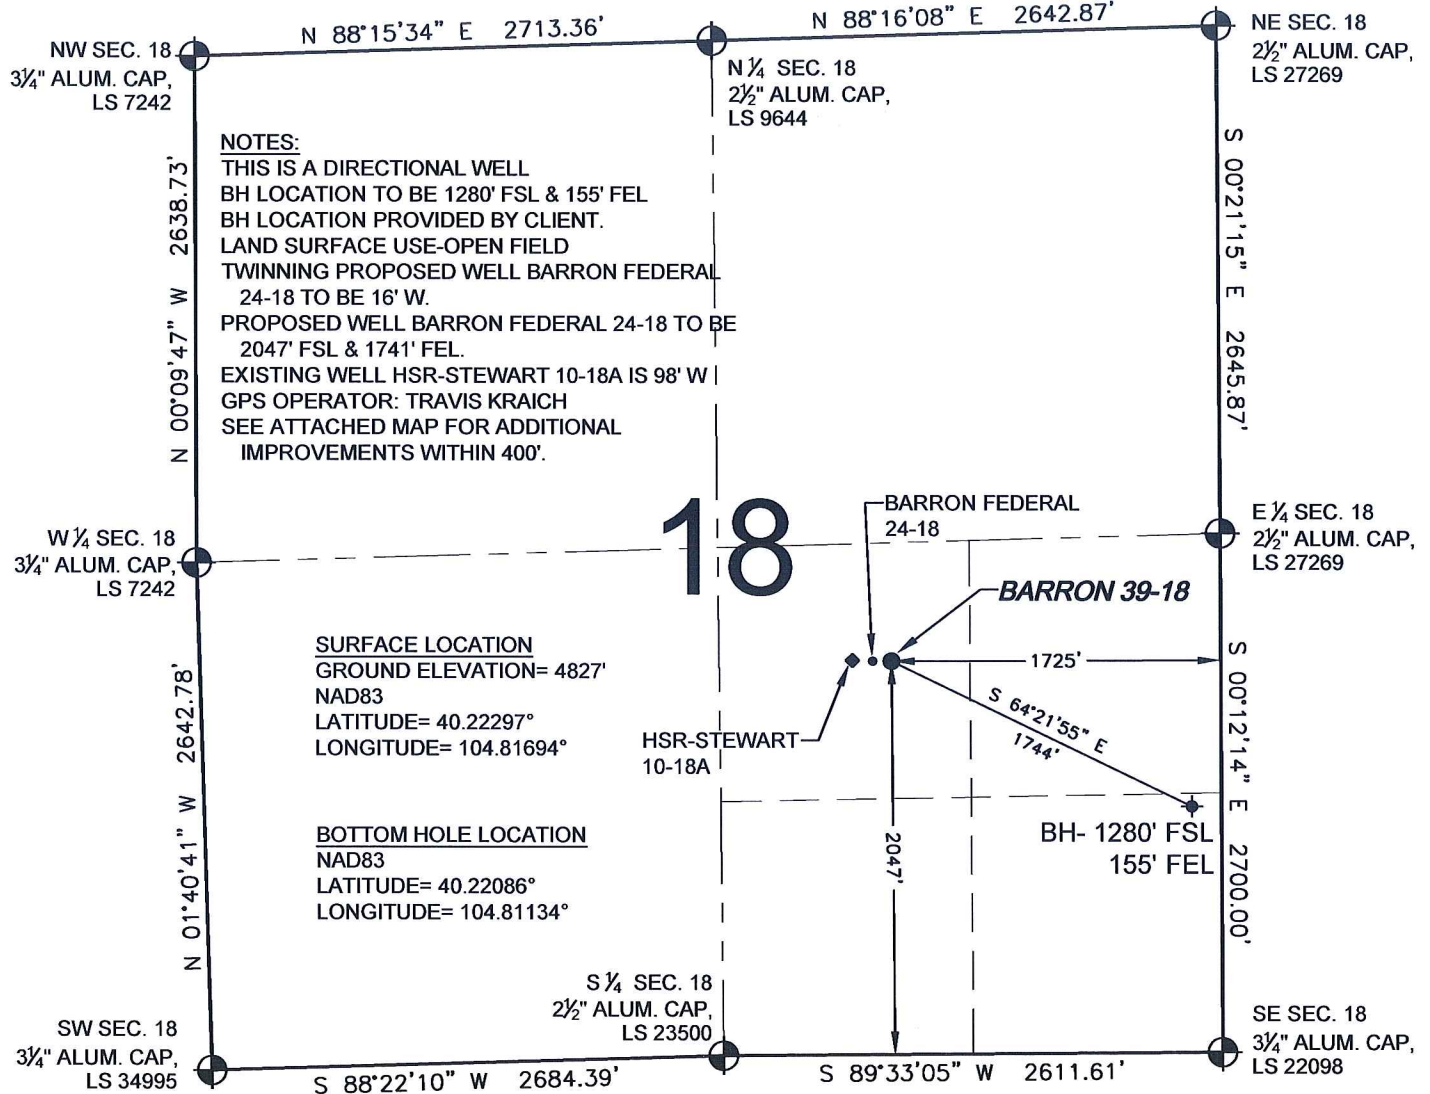 N 88°15'34" E 2713.36'
N 88°16'08" E 2642.87'
NW SEC. 18
3¼" ALUM. CAP,
LS 7242
N ¼ SEC. 18
2½" ALUM. CAP,
LS 9644
NE SEC. 18
2½" ALUM. CAP,
LS 27269
NOTES:
THIS IS A DIRECTIONAL WELL
BH LOCATION TO BE 1280' FSL & 155' FEL
BH LOCATION PROVIDED BY CLIENT.
LAND SURFACE USE-OPEN FIELD
TWINNING PROPOSED WELL BARRON FEDERAL
24-18 TO BE 16' W.
PROPOSED WELL BARRON FEDERAL 24-18 TO BE
2047' FSL & 1741' FEL.
EXISTING WELL HSR-STEWART 10-18A IS 98' W
GPS OPERATOR: TRAVIS KRAICH
SEE ATTACHED MAP FOR ADDITIONAL
IMPROVEMENTS WITHIN 400'.
N 00°09'47" W 2638.73'
S 00°21'15" E 2645.87'
18
BARRON FEDERAL
24-18
W ¼ SEC. 18
3¼" ALUM. CAP,
LS 7242
E ¼ SEC. 18
2½" ALUM. CAP,
LS 27269
BARRON 39-18
SURFACE LOCATION
GROUND ELEVATION= 4827'
NAD83
LATITUDE= 40.22297°
LONGITUDE= 104.81694°
1725'
S 64°21'55" E
1744'
HSR-STEWART
10-18A
N 01°40'41" W 2642.78'
S 00°12'14" E 2700.00'
BH- 1280' FSL
155' FEL
2047'
BOTTOM HOLE LOCATION
NAD83
LATITUDE= 40.22086°
LONGITUDE= 104.81134°
S ¼ SEC. 18
2½" ALUM. CAP,
LS 23500
SW SEC. 18
3¼" ALUM. CAP,
LS 34995
SE SEC. 18
3¼" ALUM. CAP,
LS 22098
S 88°22'10" W 2684.39'
S 89°33'05" W 2611.61'